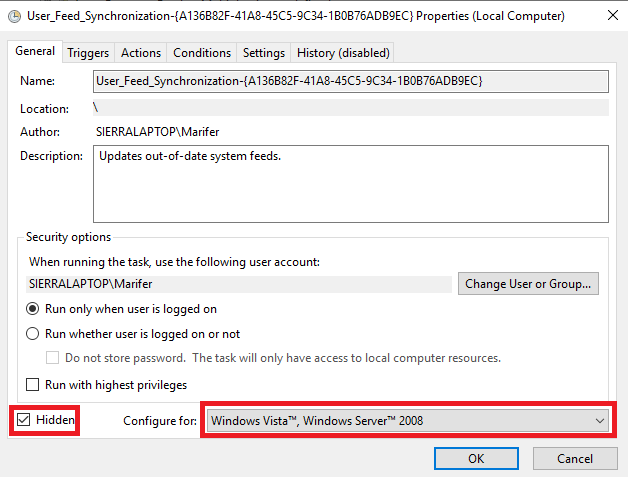 User_Feed_Synchronization-{A136B82F-41A8-45C5-9C34-1B0B76ADB9EC} Properties (Local Computer)
General Triggers Actions Conditions Settings History (disabled)
Name: User_Feed_Synchronization-{A136B82F-41A8-45C5-9C34-1B0B76ADB9EC}
Location: \
Author: SIERRALAPTOP\Marifer
Description: Updates out-of-date system feeds.
Security options
When running the task, use the following user account:
SIERRALAPTOP\Marifer Change User or Group...
Run only when user is logged on
Run whether user is logged on or not
Do not store password. The task will only have access to local computer resources.
Run with highest privileges
Hidden Configure for: Windows Vista™, Windows Server™ 2008
OK Cancel